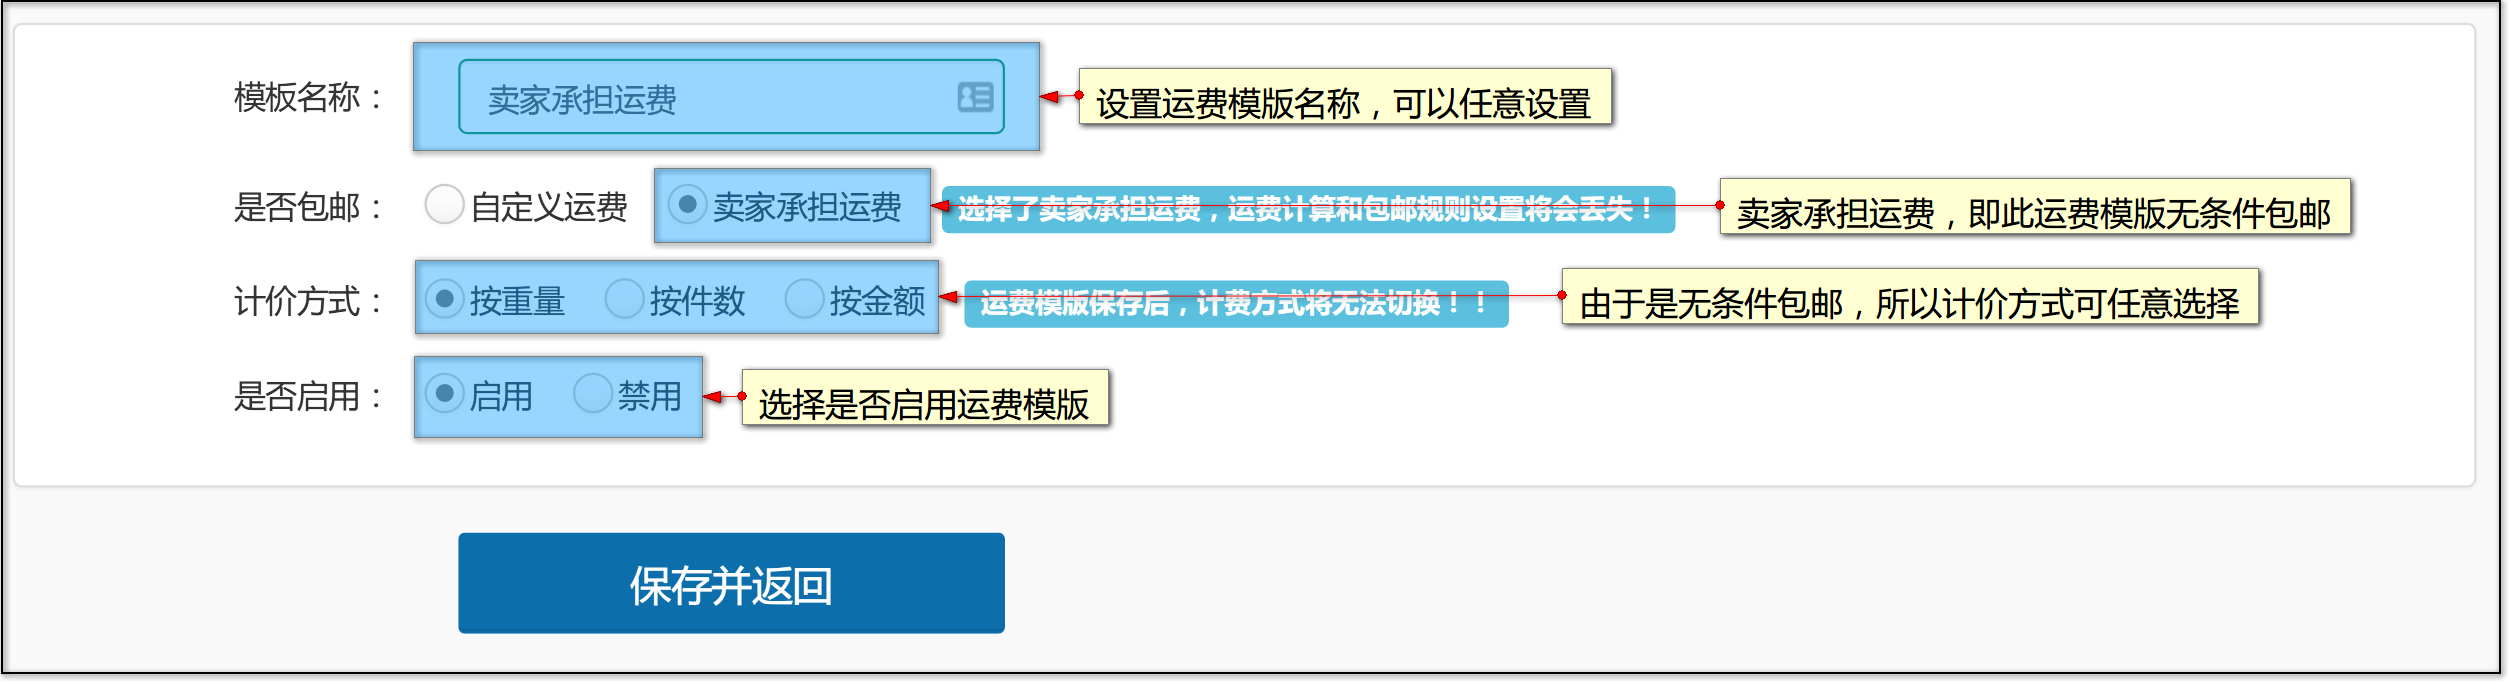 模板名称： 卖家承担运费 设置运费模版名称，可以任意设置
是否包邮： 自定义运费 卖家承担运费 选择了卖家承担运费，运费计算和包邮规则设置将会丢失！ 卖家承担运费，即此运费模版无条件包邮
计价方式： 按重量 按件数 按金额 运费模版保存后，计费方式将无法切换！！ 由于是无条件包邮，所以计价方式可任意选择
是否启用： 启用 禁用 选择是否启用运费模版
保存并返回